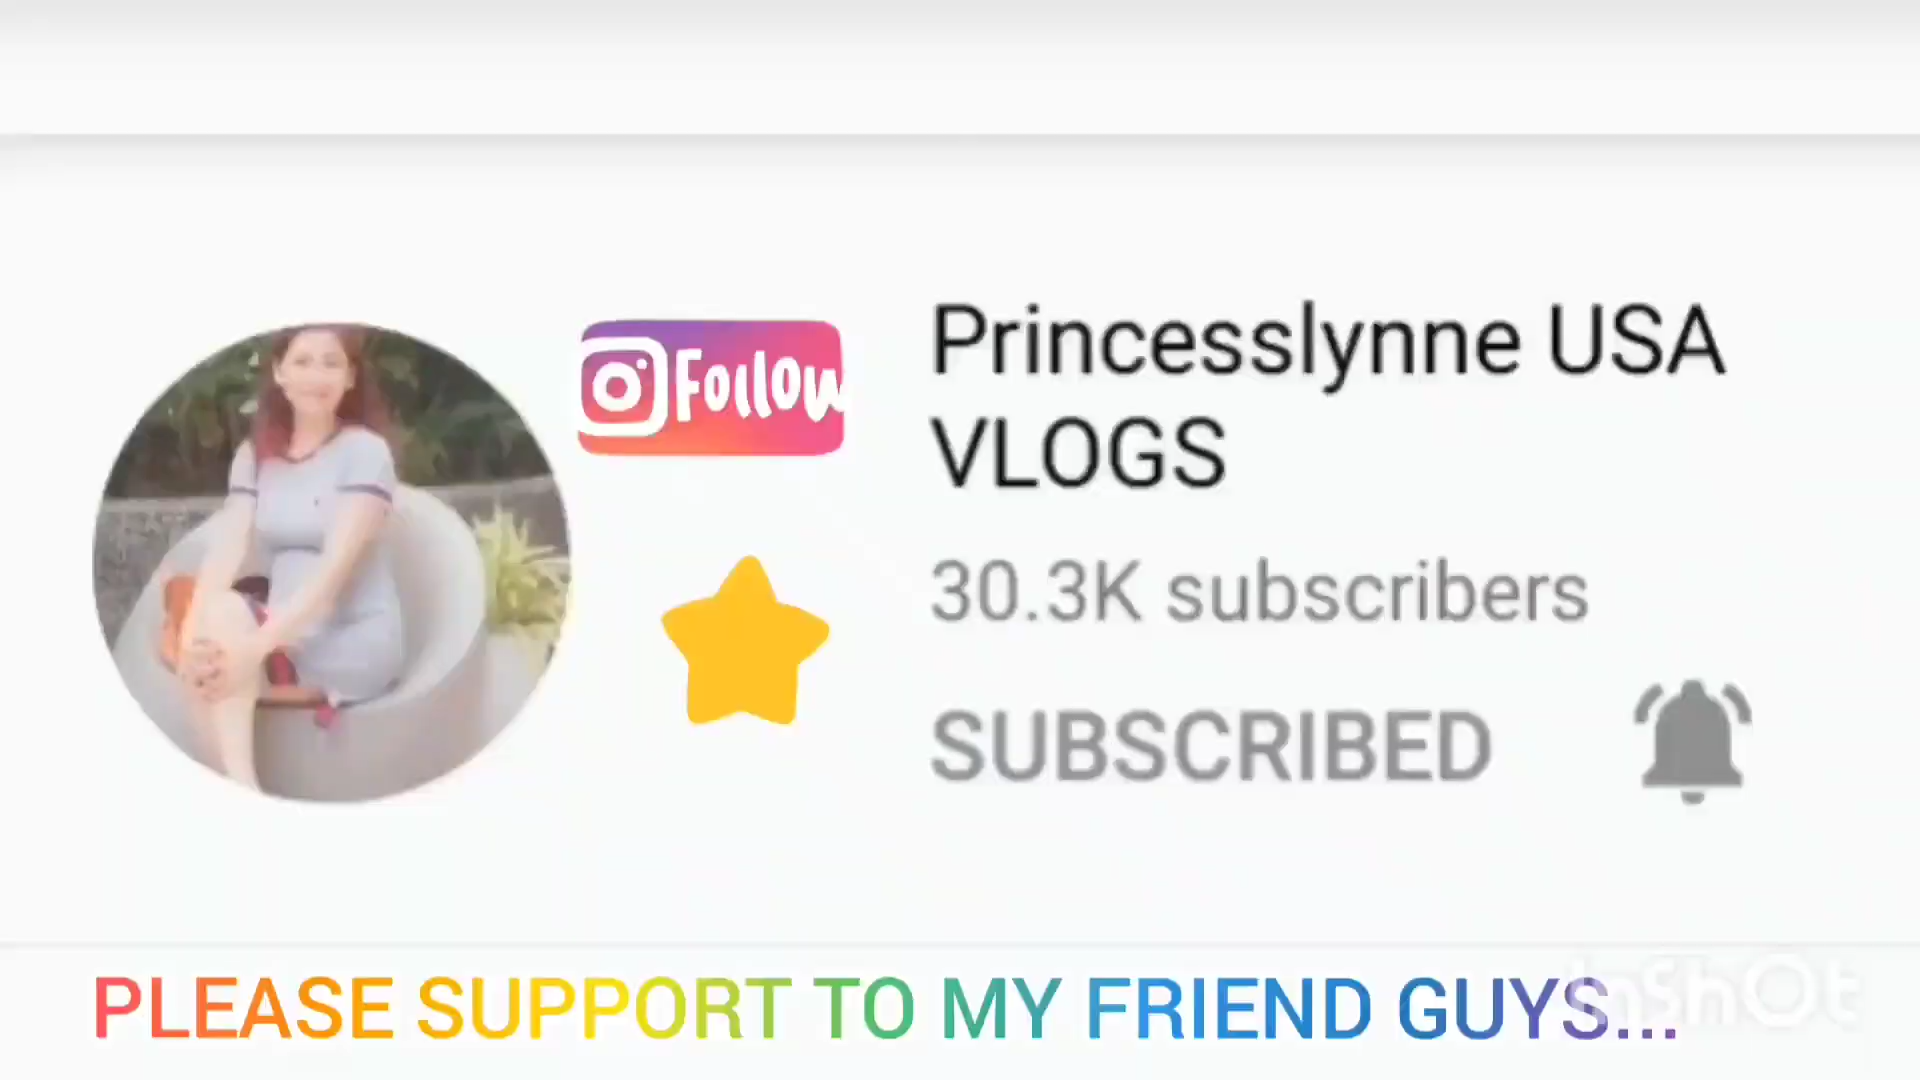 Follow
Princesslynne USA
VLOGS
30.3K subscribers
SUBSCRIBED
PLEASE SUPPORT TO MY FRIEND GUYS...
InShot